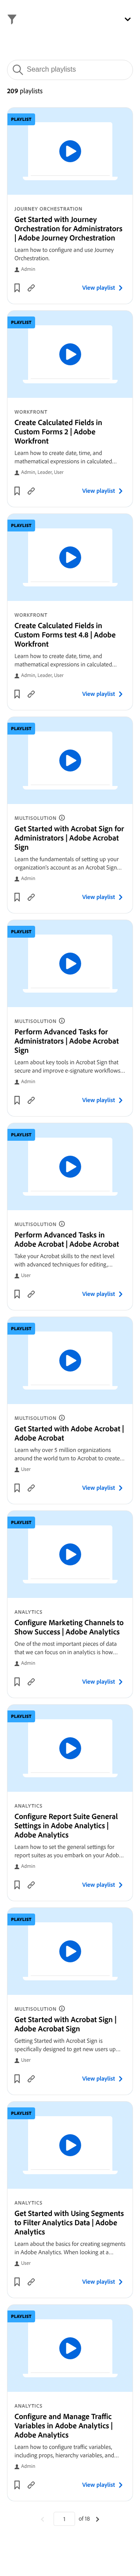 Search playlists
209 playlists
PLAYLIST
JOURNEY ORCHESTRATION
Get Started with Journey
Orchestration for Administrators
| Adobe Journey Orchestration
Learn how to configure and use Journey
Orchestration.
Admin
View playlist
PLAYLIST
WORKFRONT
Create Calculated Fields in
Custom Forms 2 | Adobe
Workfront
Learn how to create date, time, and
mathematical expressions in calculated...
Admin, Leader, User
View playlist
PLAYLIST
WORKFRONT
Create Calculated Fields in
Custom Forms test 4.8 | Adobe
Workfront
Learn how to create date, time, and
mathematical expressions in calculated...
Admin, Leader, User
View playlist
PLAYLIST
MULTISOLUTION
Get Started with Acrobat Sign for
Administrators | Adobe Acrobat
Sign
Learn the fundamentals of setting up your
organization's account as an Acrobat Sign...
Admin
View playlist
PLAYLIST
MULTISOLUTION
Perform Advanced Tasks for
Administrators | Adobe Acrobat
Sign
Learn about key tools in Acrobat Sign that
secure and improve e-signature workflows...
Admin
View playlist
PLAYLIST
MULTISOLUTION
Perform Advanced Tasks in
Adobe Acrobat | Adobe Acrobat
Take your Acrobat skills to the next level
with advanced techniques for editing,...
User
View playlist
PLAYLIST
MULTISOLUTION
Get Started with Adobe Acrobat |
Adobe Acrobat
Learn why over 5 million organizations
around the world turn to Acrobat to create...
User
View playlist
PLAYLIST
ANALYTICS
Configure Marketing Channels to
Show Success | Adobe Analytics
One of the most important pieces of data
that we can focus on in analytics is how...
Admin
View playlist
PLAYLIST
ANALYTICS
Configure Report Suite General
Settings in Adobe Analytics |
Adobe Analytics
Learn how to set the general settings for
report suites as you embark on your Adob...
Admin
View playlist
PLAYLIST
MULTISOLUTION
Get Started with Acrobat Sign |
Adobe Acrobat Sign
Getting Started with Acrobat Sign is
specifically designed to get new users up...
User
View playlist
PLAYLIST
ANALYTICS
Get Started with Using Segments
to Filter Analytics Data | Adobe
Analytics
Learn about the basics for creating segments
in Adobe Analytics. When looking at a...
User
View playlist
PLAYLIST
ANALYTICS
Configure and Manage Traffic
Variables in Adobe Analytics |
Adobe Analytics
Learn how to configure traffic variables,
including props, hierarchy variables, and...
Admin
View playlist
1 of 18